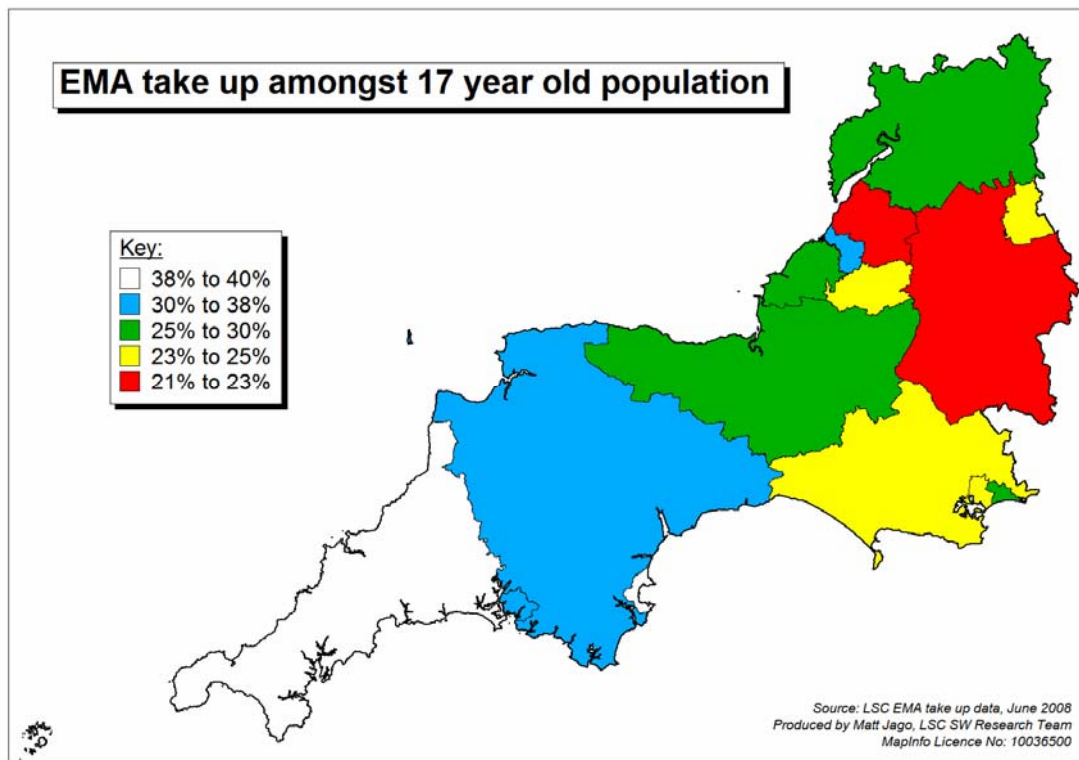 EMA take up amongst 17 year old population
Key:
38% to 40%
30% to 38%
25% to 30%
23% to 25%
21% to 23%
Source: LSC EMA take up data, June 2008
Produced by Matt Jago, LSC SW Research Team
MapInfo Licence No: 10036500